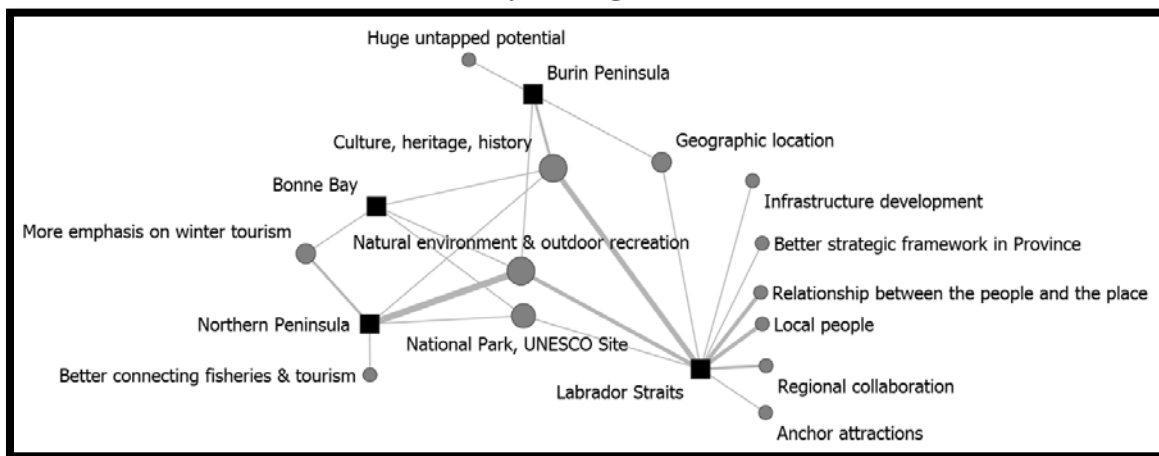 Huge untapped potential
Burin Peninsula
Culture, heritage, history
Geographic location
Bonne Bay
Infrastructure development
More emphasis on winter tourism
Natural environment & outdoor recreation
Better strategic framework in Province
Relationship between the people and the place
Northern Peninsula
Local people
National Park, UNESCO Site
Better connecting fisheries & tourism
Labrador Straits
Regional collaboration
Anchor attractions